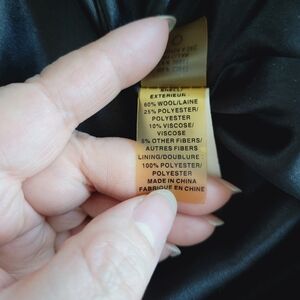 EXTERIEUR
60% WOOL/LAINE
25% POLYESTER/
POLYESTER
10% VISCOSE/
VISCOSE
5% OTHER FIBERS/
AUTRES FIBERS
LINING/DOUBLURE :
100% POLYESTER/
POLYESTER
MADE IN CHINA
FABRIQUE EN CHINE